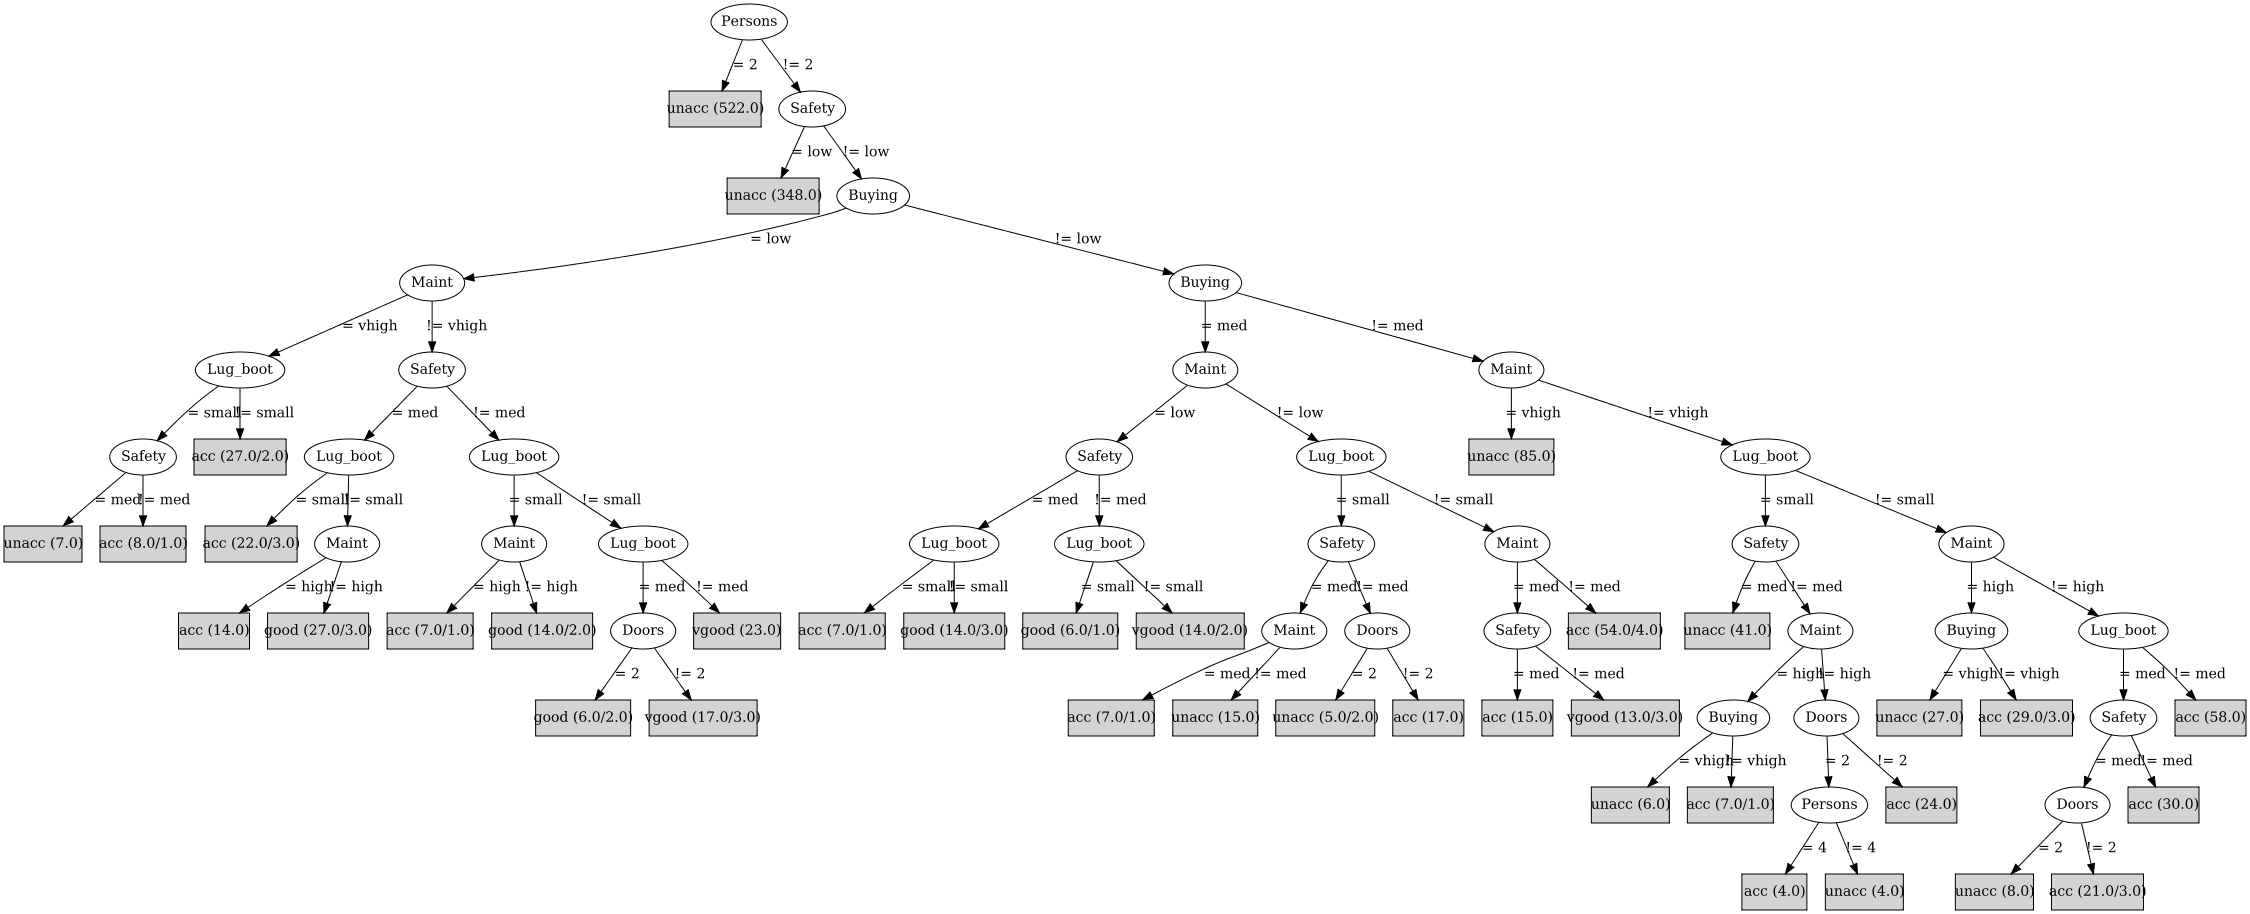 Persons
= 2
!= 2
unacc (522.0)
Safety
= low
!= low
unacc (348.0)
Buying
= low
!= low
Maint
Buying
= vhigh
!= vhigh
= med
!= med
Lug_boot
Safety
Maint
Maint
= small
!= small
= med
!= med
= low
!= low
= vhigh
!= vhigh
Safety
acc (27.0/2.0)
Lug_boot
Lug_boot
Safety
Lug_boot
unacc (85.0)
Lug_boot
= med
!= med
= small
!= small
= small
!= small
= med
!= med
= small
!= small
= small
!= small
unacc (7.0)
acc (8.0/1.0)
acc (22.0/3.0)
Maint
Maint
Lug_boot
Lug_boot
Lug_boot
Safety
Maint
Safety
Maint
= high
!= high
= high
!= high
= med
!= med
= small
!= small
= small
!= small
= med
!= med
= med
!= med
= med
!= med
= high
!= high
acc (14.0)
good (27.0/3.0)
acc (7.0/1.0)
good (14.0/2.0)
Doors
vgood (23.0)
acc (7.0/1.0)
good (14.0/3.0)
good (6.0/1.0)
vgood (14.0/2.0)
Maint
Doors
Safety
acc (54.0/4.0)
unacc (41.0)
Maint
Buying
Lug_boot
= 2
!= 2
= med
!= med
= 2
!= 2
= med
!= med
= high
!= high
= vhigh
!= vhigh
= med
!= med
good (6.0/2.0)
vgood (17.0/3.0)
acc (7.0/1.0)
unacc (15.0)
unacc (5.0/2.0)
acc (17.0)
acc (15.0)
vgood (13.0/3.0)
Buying
Doors
unacc (27.0)
acc (29.0/3.0)
Safety
acc (58.0)
= vhigh
!= vhigh
= 2
!= 2
= med
!= med
unacc (6.0)
acc (7.0/1.0)
Persons
acc (24.0)
Doors
acc (30.0)
= 4
!= 4
= 2
!= 2
acc (4.0)
unacc (4.0)
unacc (8.0)
acc (21.0/3.0)